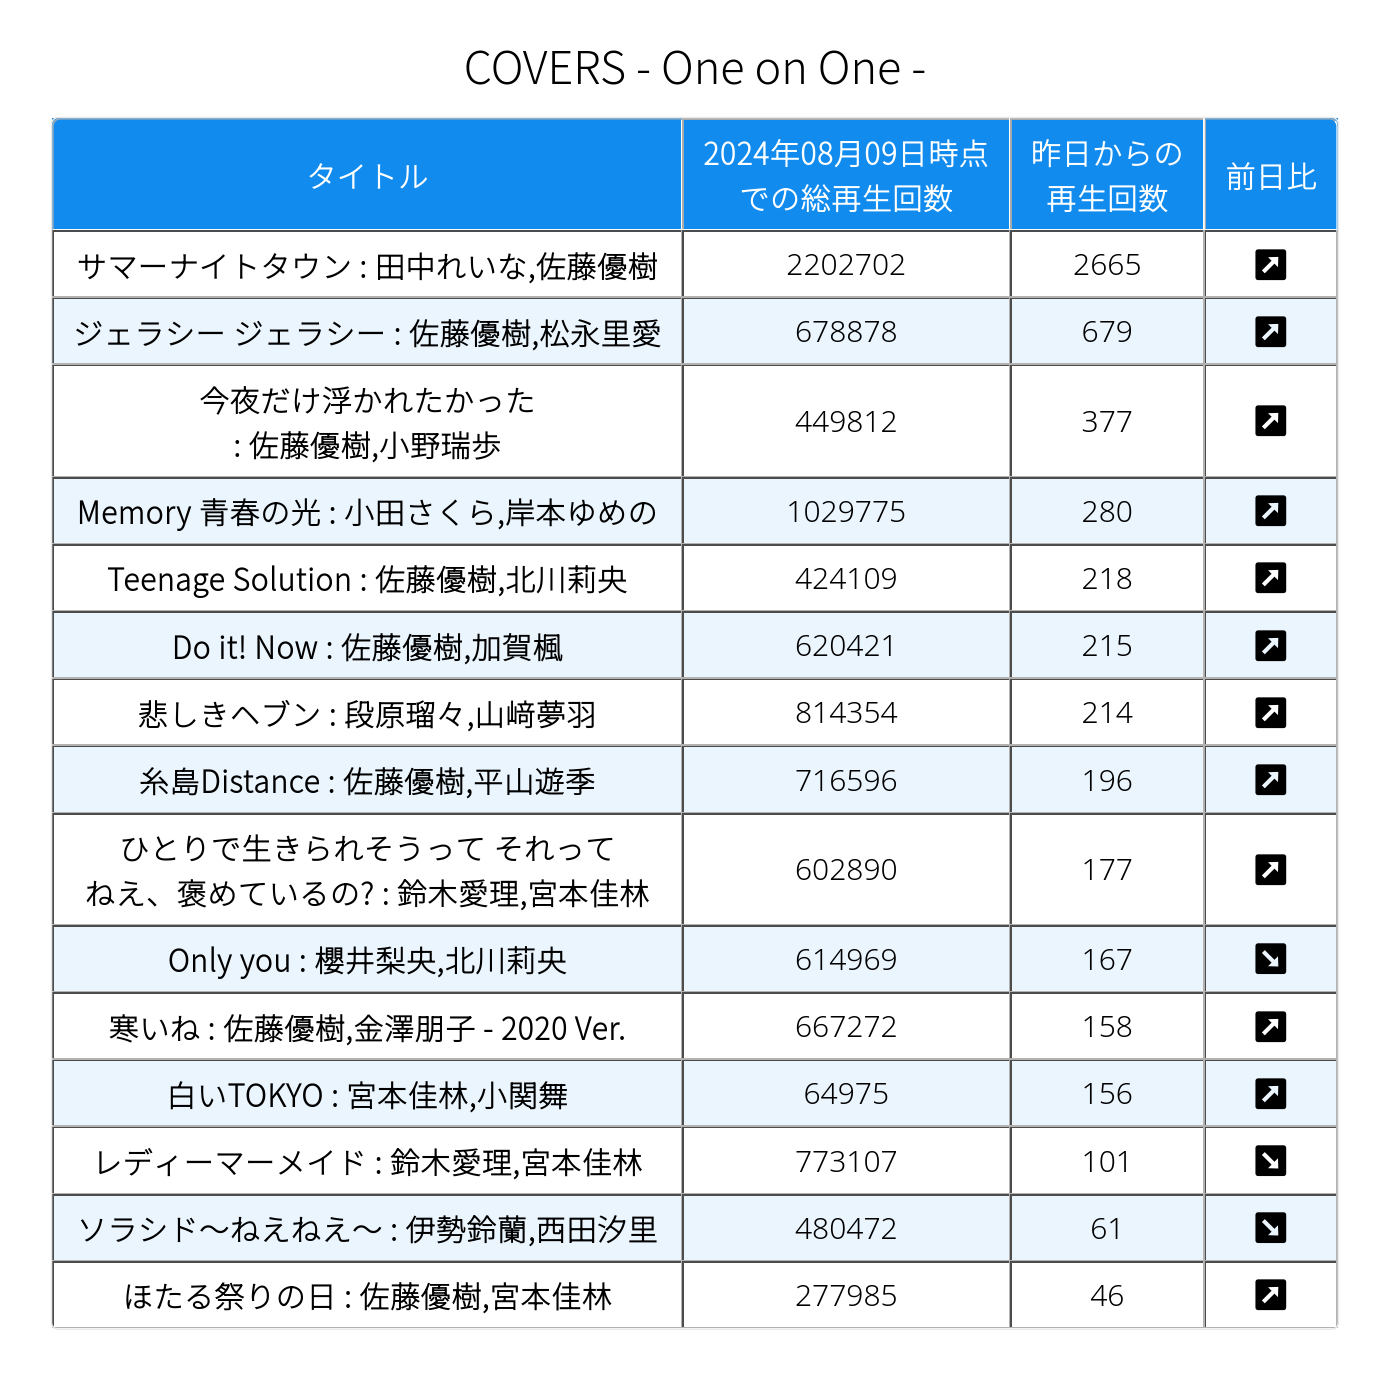 COVERS - One on One -
タイトル
2024年08月09日時点
での総再生回数
昨日からの
再生回数
前日比
サマーナイトタウン : 田中れいな,佐藤優樹
2202702
2665
ジェラシー ジェラシー : 佐藤優樹,松永里愛
678878
679
今夜だけ浮かれたかった
: 佐藤優樹,小野瑞歩
449812
377
Memory 青春の光 : 小田さくら,岸本ゆめの
1029775
280
Teenage Solution : 佐藤優樹,北川莉央
424109
218
Do it! Now : 佐藤優樹,加賀楓
620421
215
悲しきヘブン : 段原瑠々,山﨑夢羽
814354
214
糸島Distance : 佐藤優樹,平山遊季
716596
196
ひとりで生きられそうって それって
ねえ、褒めているの? : 鈴木愛理,宮本佳林
602890
177
Only you : 櫻井梨央,北川莉央
614969
167
寒いね : 佐藤優樹,金澤朋子 - 2020 Ver.
667272
158
白いTOKYO : 宮本佳林,小関舞
64975
156
レディーマーメイド : 鈴木愛理,宮本佳林
773107
101
ソラシド～ねえねえ～ : 伊勢鈴蘭,西田汐里
480472
61
ほたる祭りの日 : 佐藤優樹,宮本佳林
277985
46